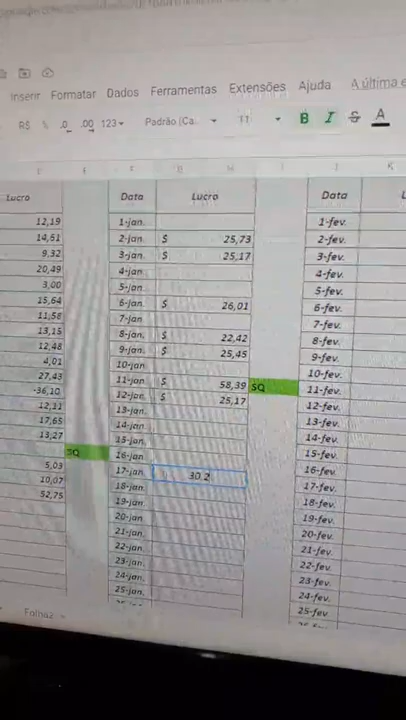 Inserir Formatar Dados Ferramentas Extensões Ajuda A última e
R$ % .0 .00 123 Padrão (Ca... 11 B I S A
Lucro Data Lucro Data L
12,19 1-jan. 1-fev.
14,61 2-jan. $ 25,73 2-fev.
9,32 3-jan. $ 25,17 3-fev.
20,49 4-jan. 4-fev.
3,00 5-jan. 5-fev.
15,64 6-jan. $ 26,01 6-fev.
11,58 7-jan. 7-fev.
13,15 8-jan. $ 22,42 8-fev.
12,48 9-jan. $ 25,45 9-fev.
4,01 10-jan. 10-fev.
27,43 11-jan. $ 58,39 SQ 11-fev.
-36,10 12-jan. $ 25,17 12-fev.
12,11 13-jan. 13-fev.
17,65 14-jan. 14-fev.
13,27 15-jan. 15-fev.
SQ 16-jan. 16-fev.
5,03 17-jan. 30,2 17-fev.
10,07 18-jan. 18-fev.
52,75 19-jan. 19-fev.
20-jan. 20-fev.
21-jan. 21-fev.
22-jan. 22-fev.
23-jan. 23-fev.
24-jan. 24-fev.
25-jan. 25-fev
Folha2